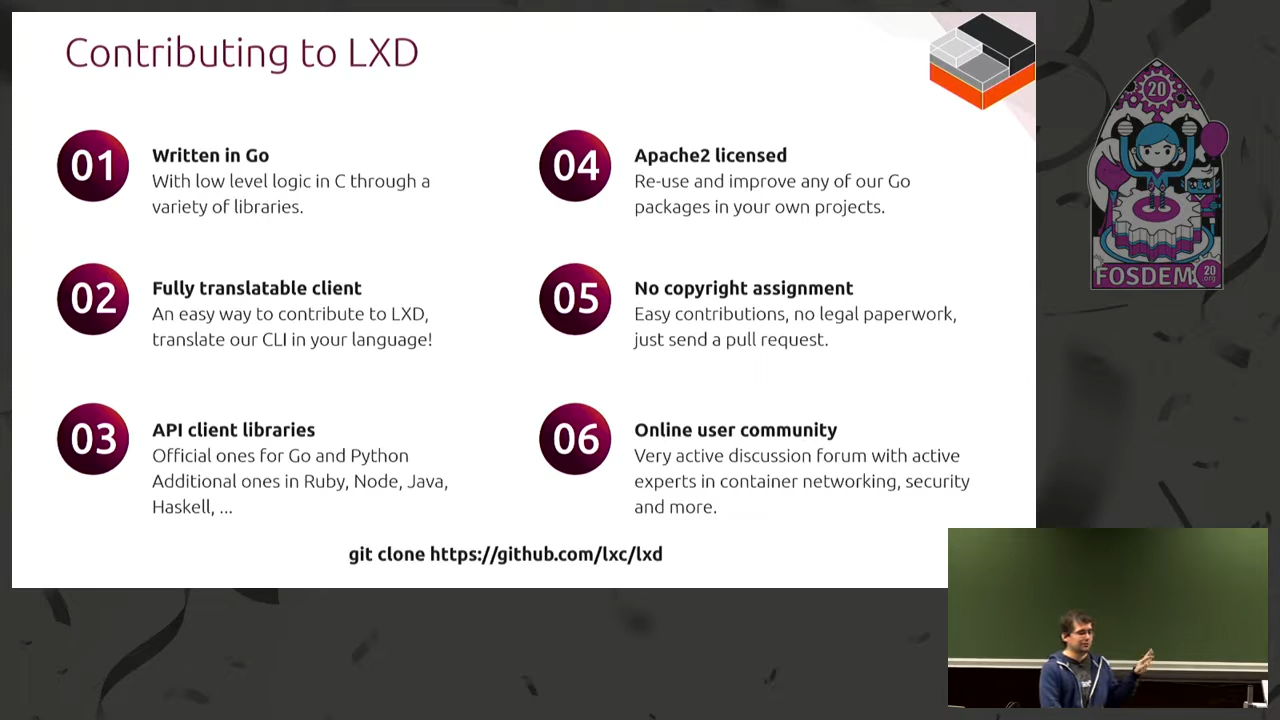 Contributing to LXD
01
Written in Go
With low level logic in C through a
variety of libraries.
02
Fully translatable client
An easy way to contribute to LXD,
translate our CLI in your language!
03
API client libraries
Official ones for Go and Python
Additional ones in Ruby, Node, Java,
Haskell, ...
04
Apache2 licensed
Re-use and improve any of our Go
packages in your own projects.
05
No copyright assignment
Easy contributions, no legal paperwork,
just send a pull request.
06
Online user community
Very active discussion forum with active
experts in container networking, security
and more.
git clone https://github.com/lxc/lxd
20
FOSDEM
20
.org